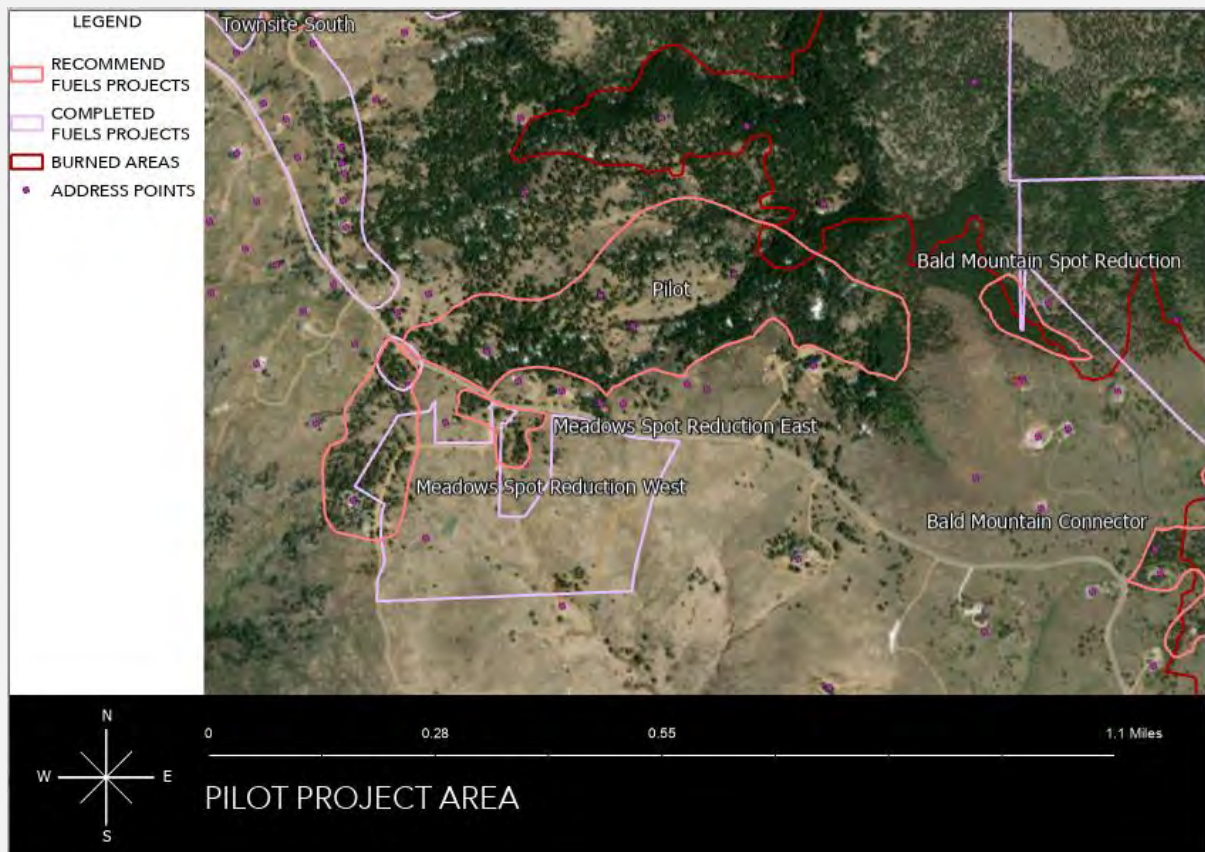 LEGEND
RECOMMEND
FUELS PROJECTS
COMPLETED
FUELS PROJECTS
BURNED AREAS
ADDRESS POINTS
Townsite South
Bald Mountain Spot Reduction
Pilot
Meadows Spot Reduction East
Meadows Spot Reduction West
Bald Mountain Connector
N
W E
S
0 0.28 0.55 1.1 Miles
PILOT PROJECT AREA